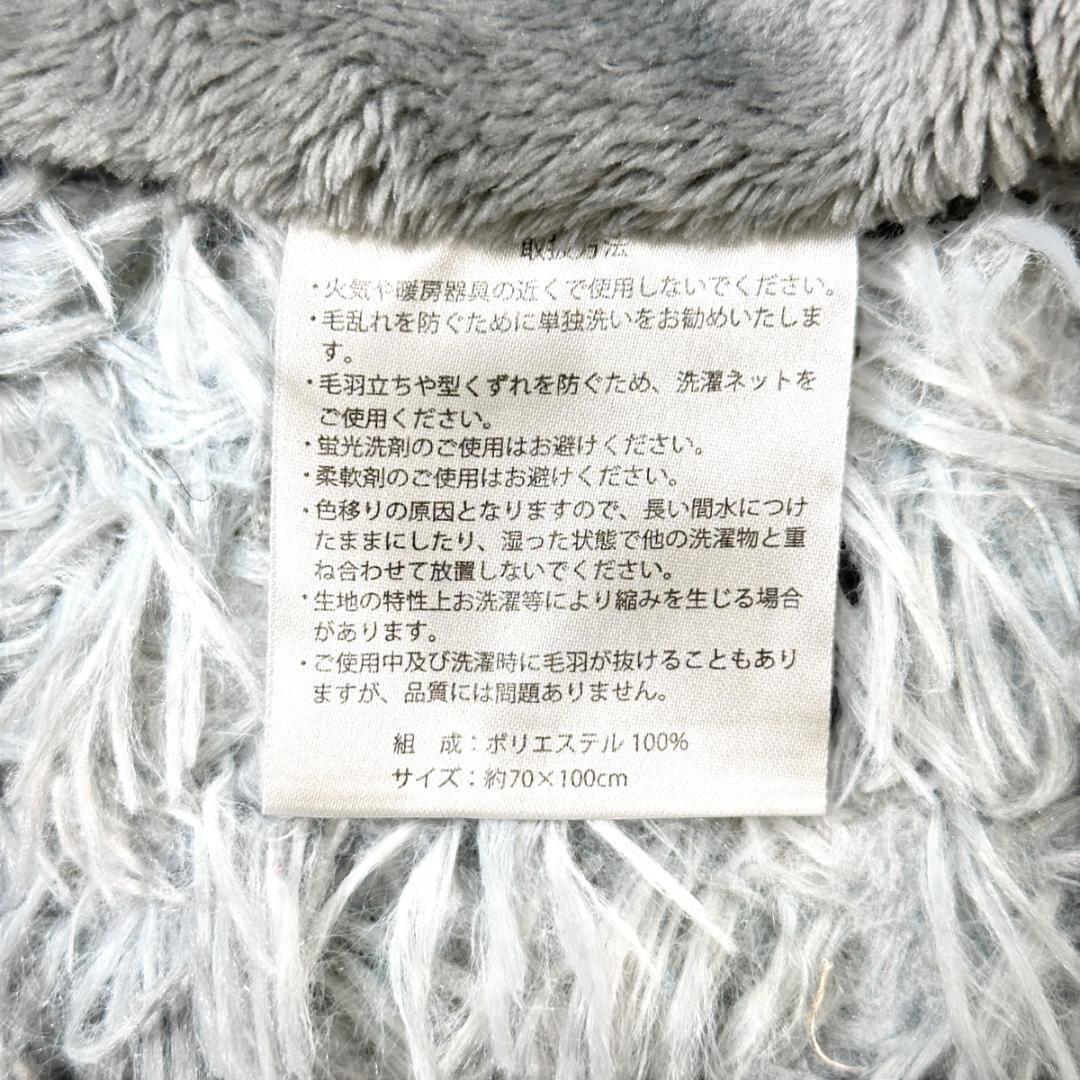 取扱方法
・火気や暖房器具の近くで使用しないでください。
・毛乱れを防ぐために単独洗いをお勧めいたしま
す。
・毛羽立ちや型くずれを防ぐため、洗濯ネットを
ご使用ください。
・蛍光洗剤のご使用はお避けください。
・柔軟剤のご使用はお避けください。
・色移りの原因となりますので、長い間水につけ
たままにしたり、湿った状態で他の洗濯物と重
ね合わせて放置しないでください。
・生地の特性上お洗濯等により縮みを生じる場合
があります。
・ご使用中及び洗濯時に毛羽が抜けることもあり
ますが、品質には問題ありません。
組　成：ポリエステル 100%
サイズ：約70×100cm